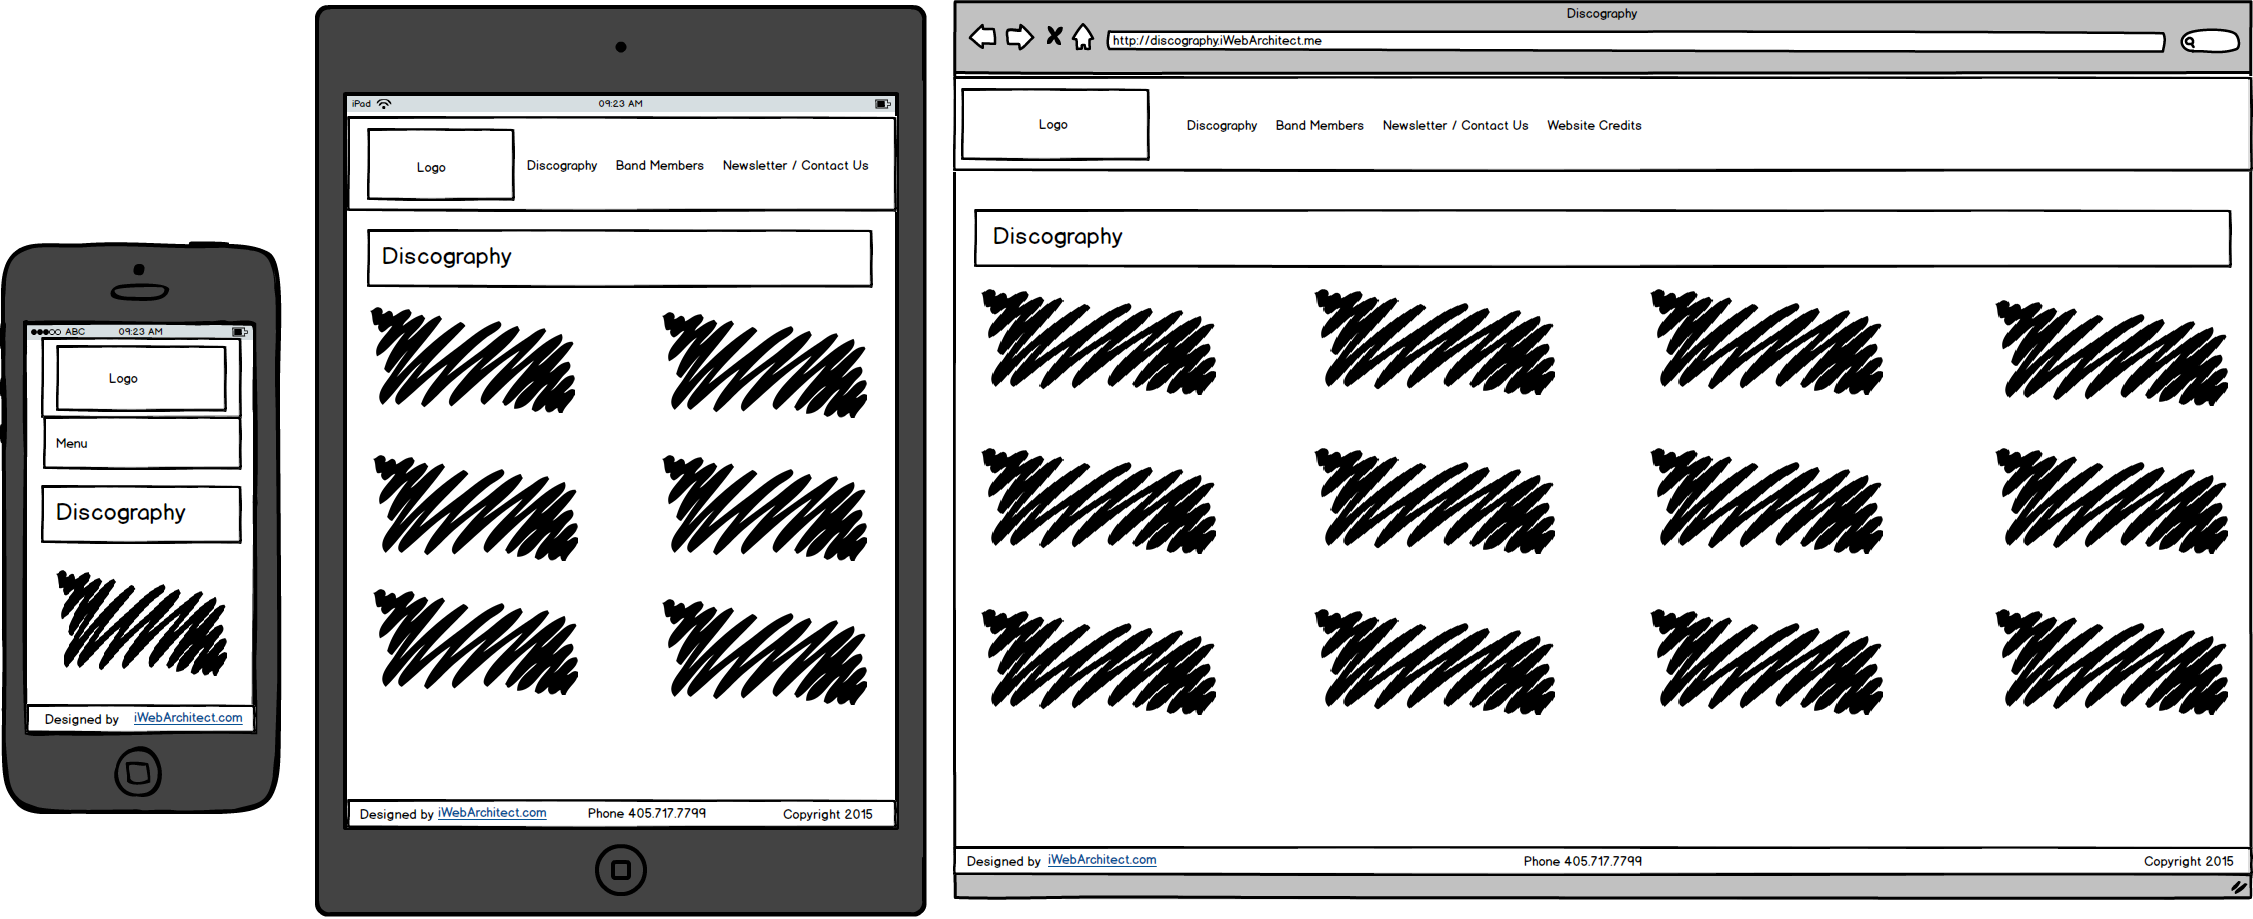 ABC 09:23 AM
Logo
Menu
Discography
Designed by iWebArchitect.com
iPad 09:23 AM
Logo Discography Band Members Newsletter / Contact Us
Discography
Designed by iWebArchitect.com Phone 405.717.7799 Copyright 2015
Discography
http://discography.iWebArchitect.me
Logo Discography Band Members Newsletter / Contact Us Website Credits
Discography
Designed by iWebArchitect.com Phone 405.717.7799 Copyright 2015